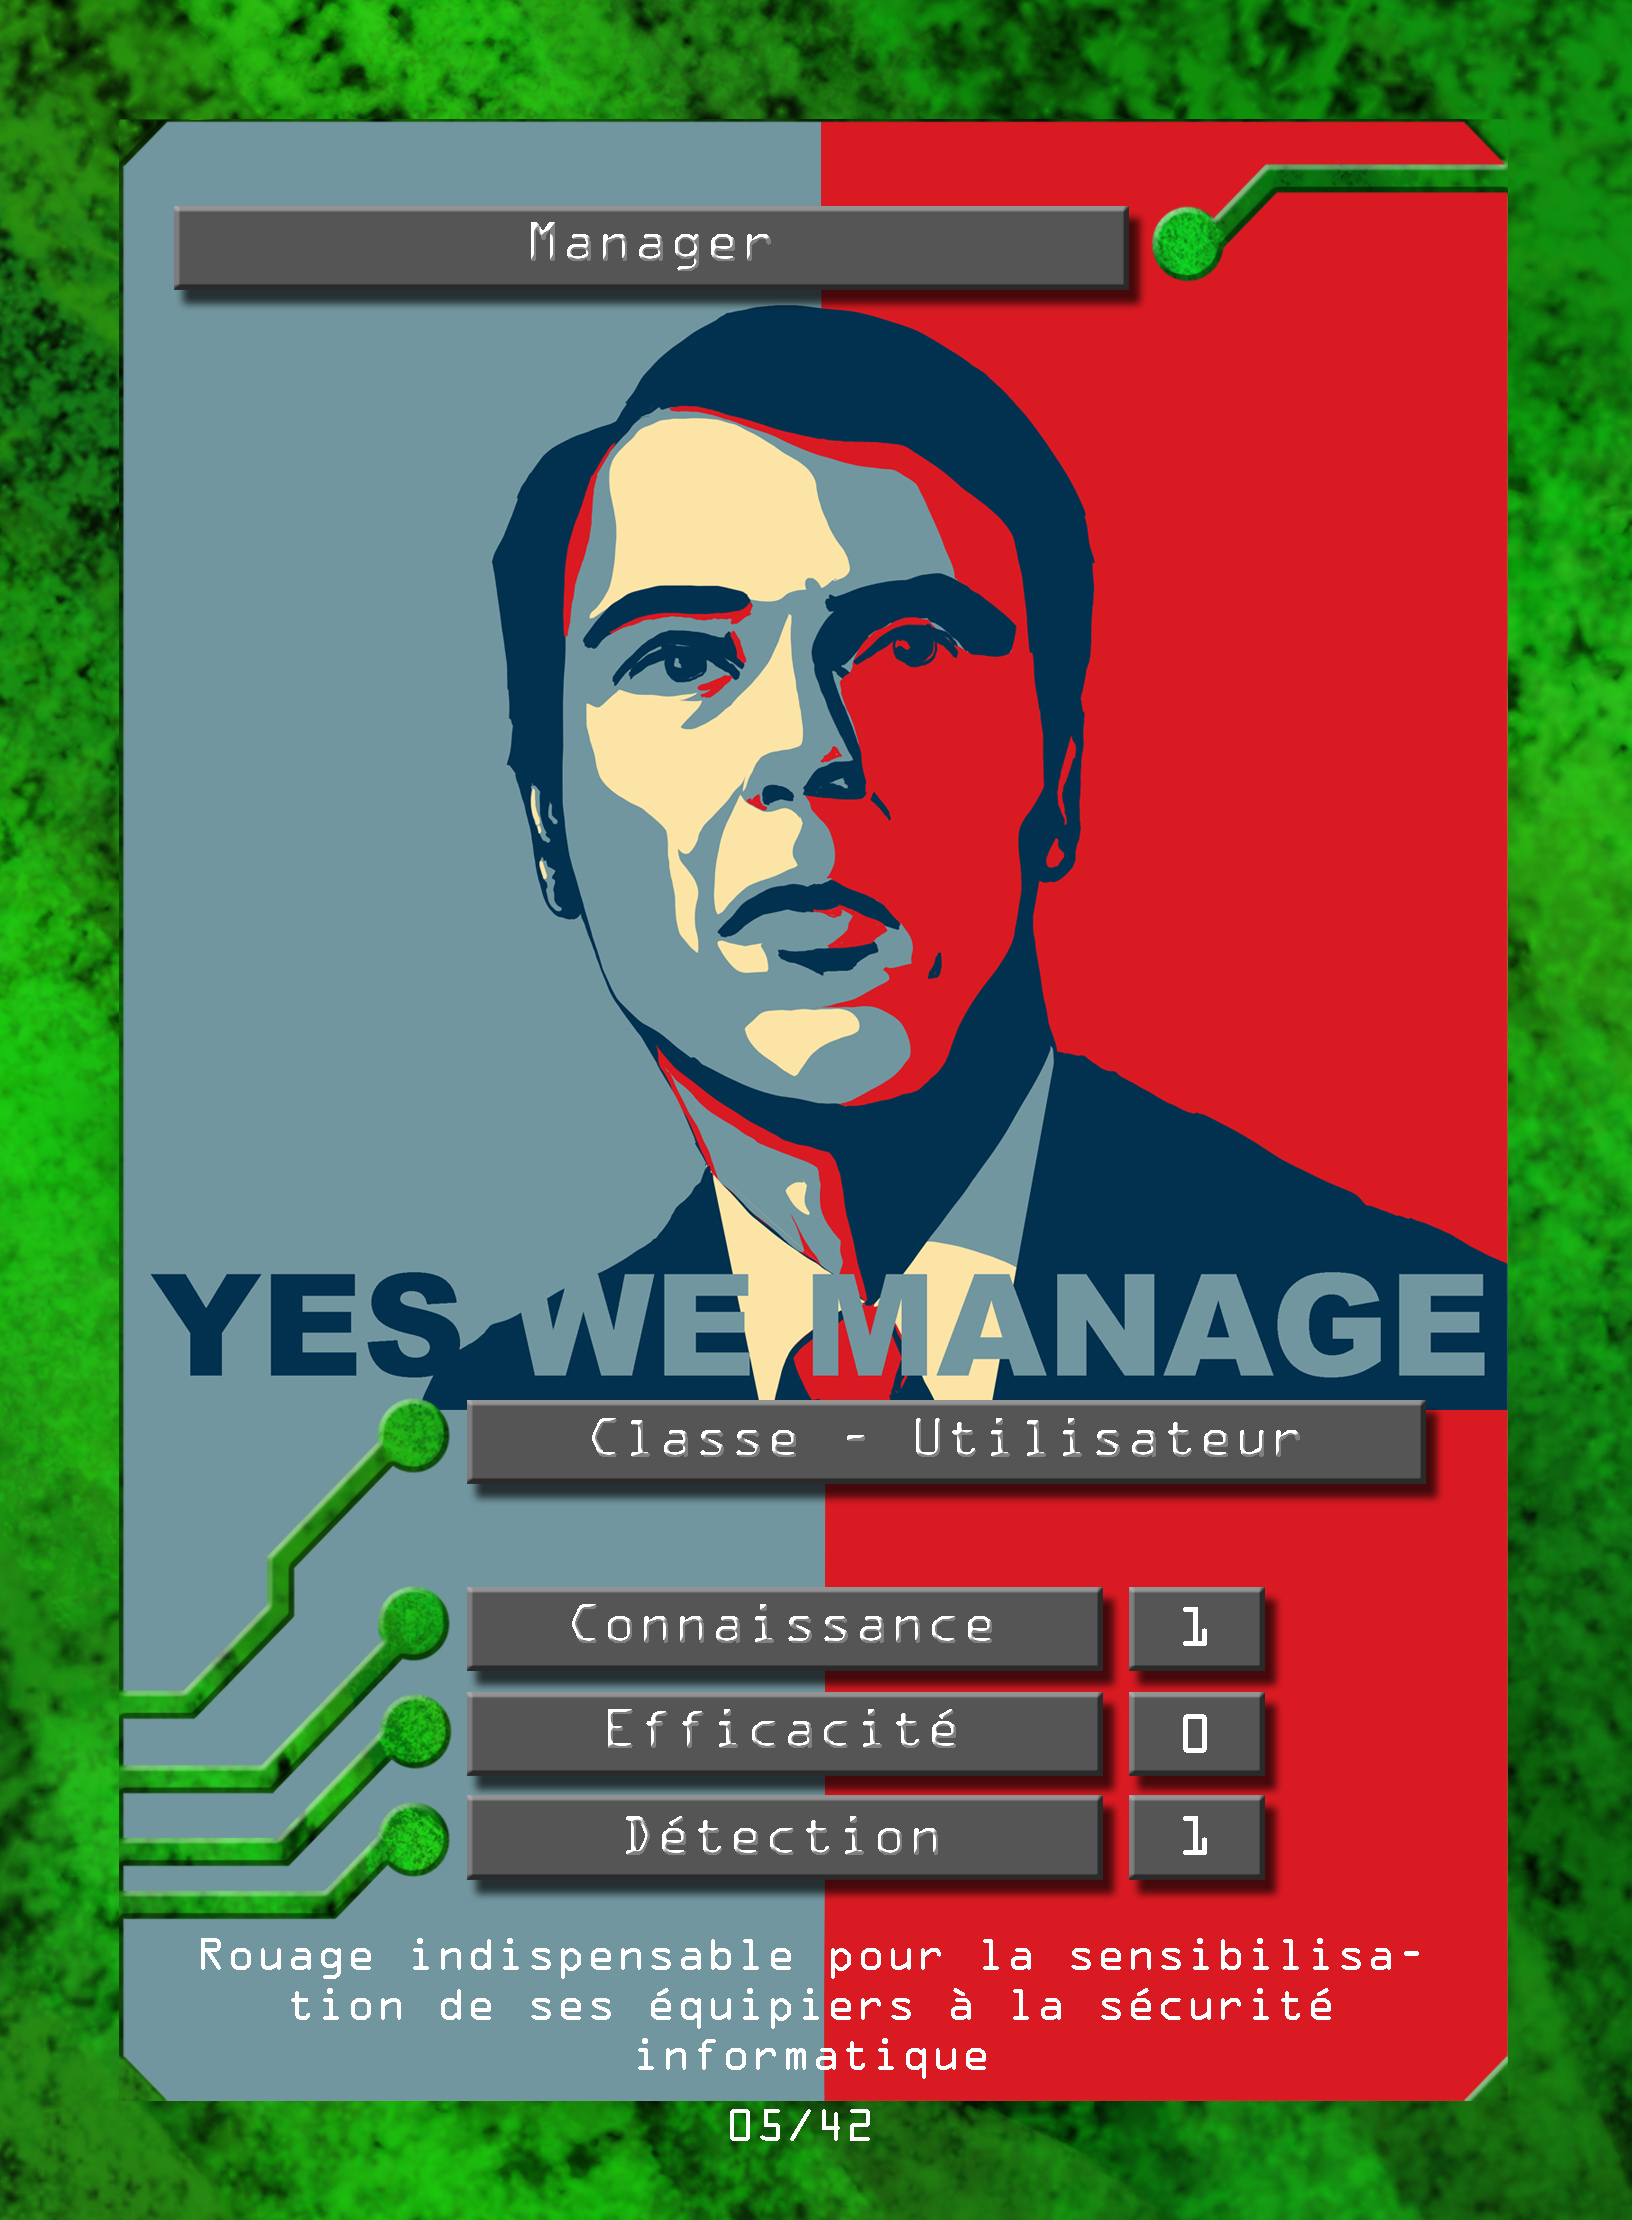 Manager
YES WE MANAGE
Classe - Utilisateur
Connaissance 1
Efficacité 0
Détection 1
Rouage indispensable pour la sensibilisa-
tion de ses équipiers à la sécurité
informatique
05/42